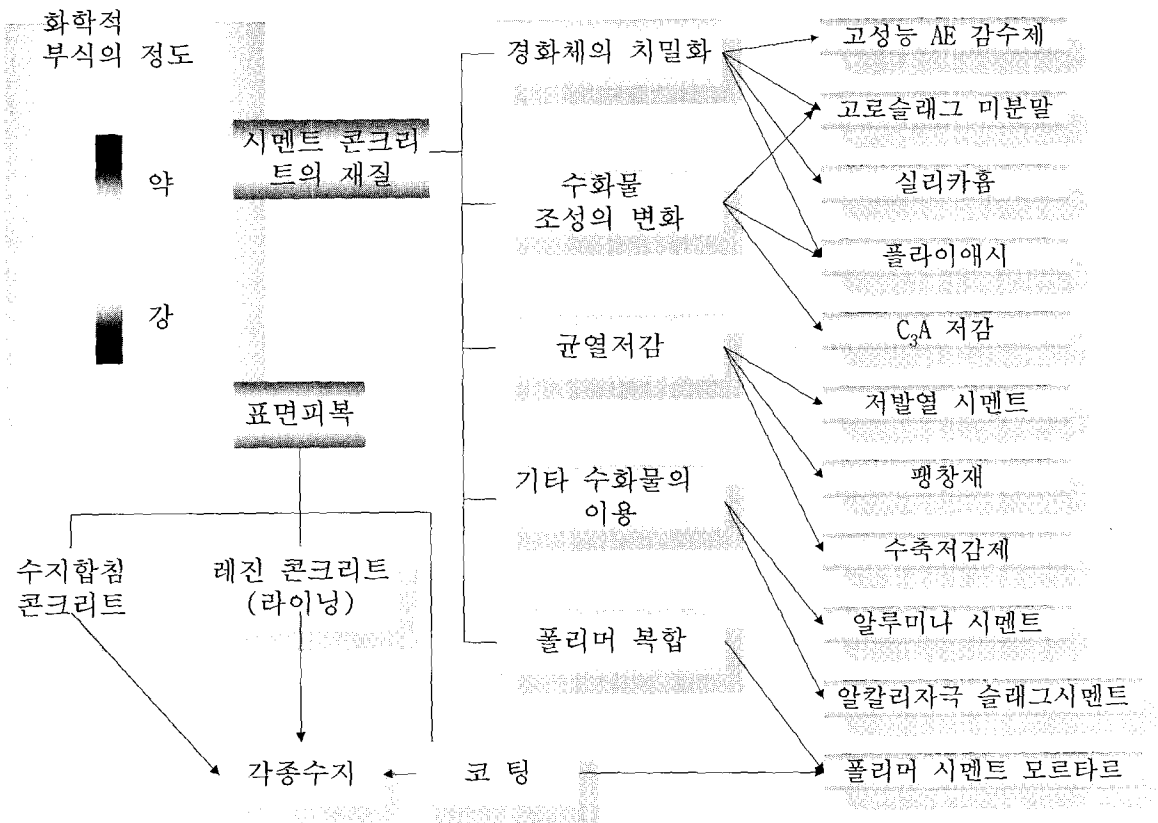 화학적
부식의 정도
약
강
시멘트 콘크리
트의 재질
표면피복
수지합침
콘크리트
레진 콘크리트
(라이닝)
각종수지
코 팅
경화체의 치밀화
수화물
조성의 변화
균열저감
기타 수화물의
이용
폴리머 복합
고성능 AE 감수제
고로슬래그 미분말
실리카흄
플라이애시
C₃A 저감
저발열 시멘트
팽창재
수축저감제
알루미나 시멘트
알칼리자극 슬래그시멘트
폴리머 시멘트 모르타르